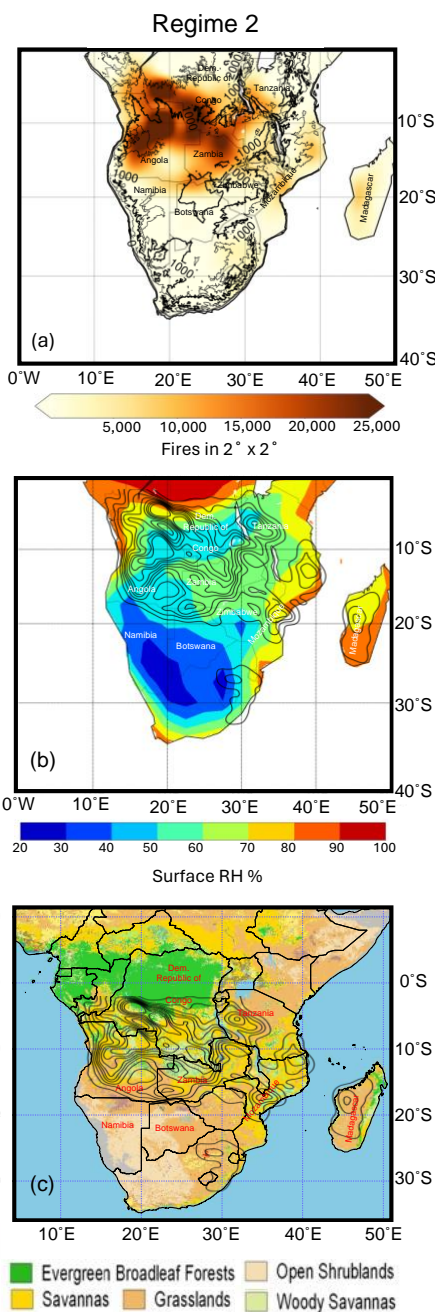 Regime 2
Dem.
Republic of
Congo
Tanzania
Angola
Zambia
Namibia
Zimbabwe
Mozambique
Botswana
Madagascar
1000
1000
1000
1000
1000
(a)
10°S
20°S
30°S
40°S
0°W 10°E 20°E 30°E 40°E 50°E
5,000 10,000 15,000 20,000 25,000
Fires in 2° x 2°
Dem.
Republic of
Congo
Tanzania
Angola
Zambia
Zimbabwe
Mozambique
Namibia
Botswana
Madagascar
(b)
10°S
20°S
30°S
40°S
0°W 10°E 20°E 30°E 40°E 50°E
20 30 40 50 60 70 80 90 100
Surface RH %
Dem.
Republic of
Congo
Tanzania
Angola
Zambia
Mozambique
Namibia
Botswana
Madagascar
(c)
0°S
10°S
20°S
30°S
10°E 20°E 30°E 40°E 50°E
Evergreen Broadleaf Forests Open Shrublands
Savannas Grasslands Woody Savannas